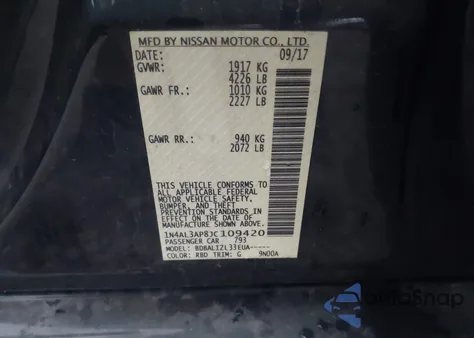 MFD BY NISSAN MOTOR CO., LTD.
DATE: 09/17
GVWR: 1917 KG
4226 LB
GAWR FR.: 1010 KG
2227 LB
GAWR RR.: 940 KG
2072 LB
THIS VEHICLE CONFORMS TO
ALL APPLICABLE FEDERAL
MOTOR VEHICLE SAFETY,
BUMPER, AND THEFT
PREVENTION STANDARDS IN
EFFECT ON THE DATE OF
MANUFACTURE SHOWN ABOVE.
1N4AL3AP8JC109420
PASSENGER CAR 793
MODEL: BDBALTZL33EUA-----
COLOR: RBD TRIM: G 9N00A
AutoSnap